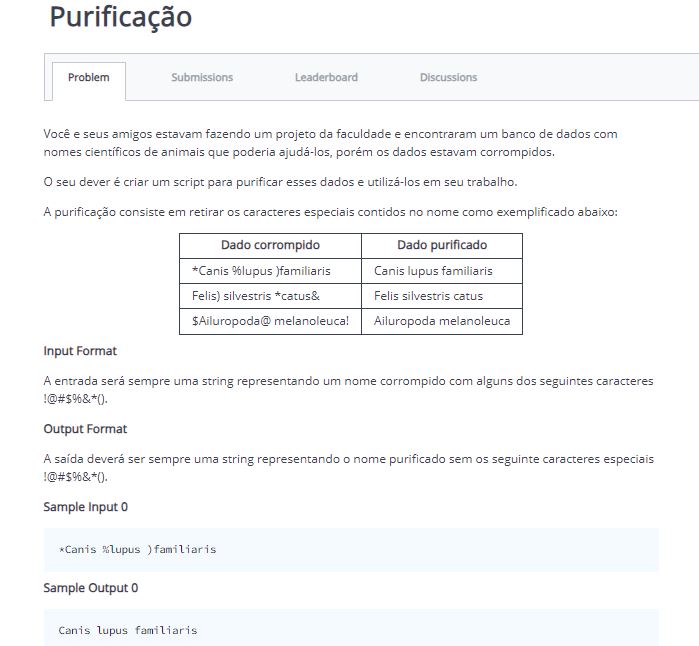 Purificação
Problem
Submissions
Leaderboard
Discussions
Você e seus amigos estavam fazendo um projeto da faculdade e encontraram um banco de dados com
nomes científicos de animais que poderia ajudá-los, porém os dados estavam corrompidos.
O seu dever é criar um script para purificar esses dados e utilizá-los em seu trabalho.
A purificação consiste em retirar os caracteres especiais contidos no nome como exemplificado abaixo:
Dado corrompido Dado purificado
*Canis %lupus )familiaris Canis lupus familiaris
Felis) silvestris *catus& Felis silvestris catus
$Ailuropoda@ melanoleuca! Ailuropoda melanoleuca
Input Format
A entrada será sempre uma string representando um nome corrompido com alguns dos seguintes caracteres
!@#$%&*().
Output Format
A saída deverá ser sempre uma string representando o nome purificado sem os seguinte caracteres especiais
!@#$%&*().
Sample Input 0
*Canis %lupus )familiaris
Sample Output 0
Canis lupus familiaris